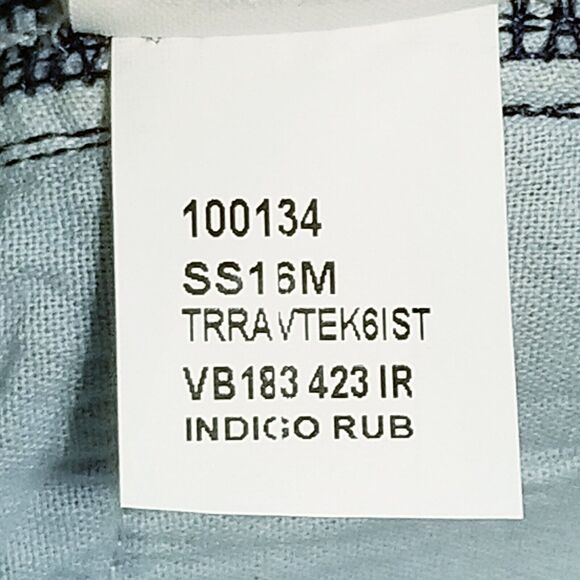 100134
SS16M
TRRAVTEK6IST
VB183 423 IR
INDIGO RUB